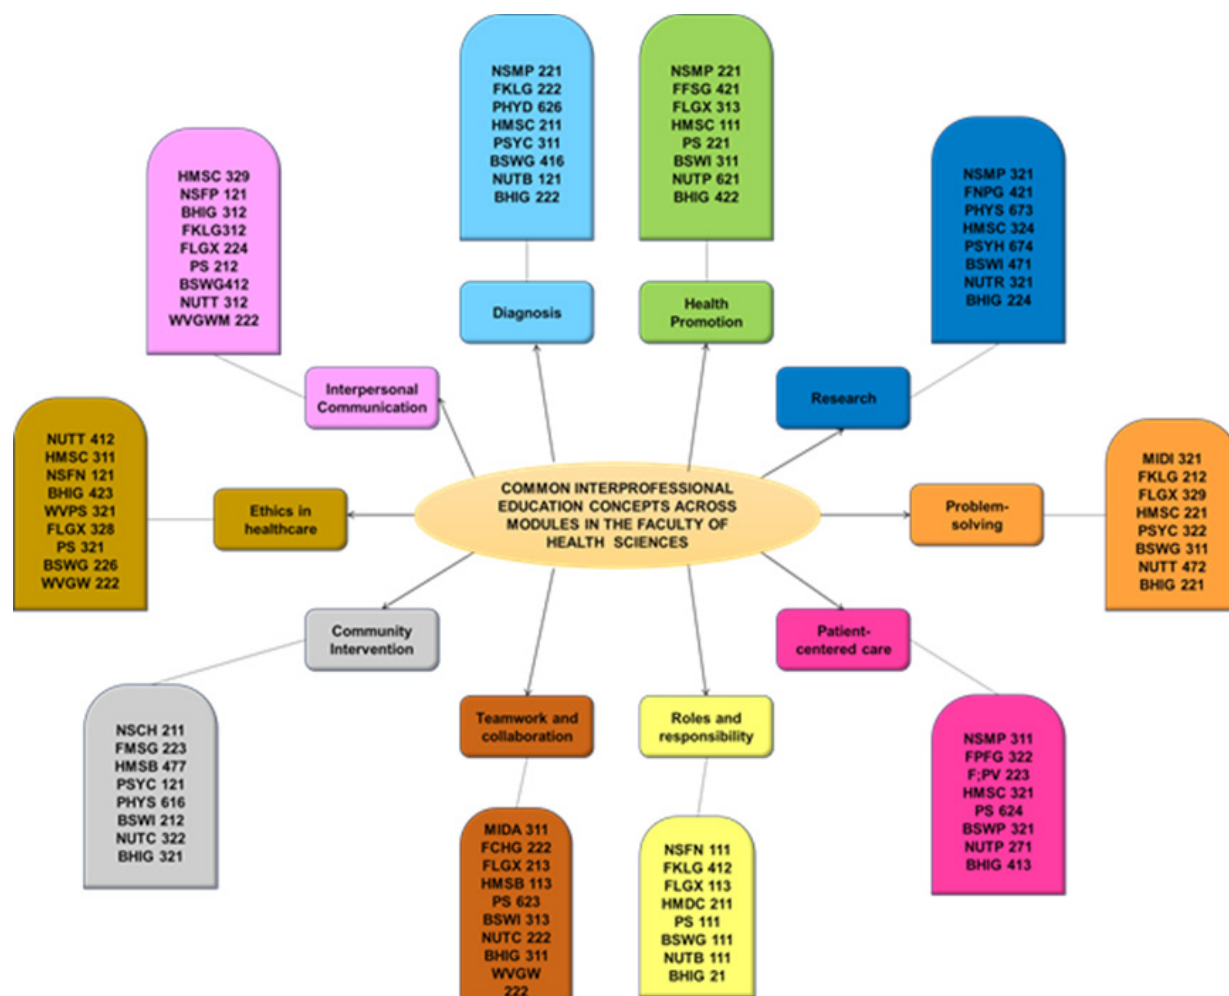 NSMP 221
FKLG 222
PHYD 626
HMSC 211
PSYC 311
BSWG 416
NUTB 121
BHIG 222
NSMP 221
FFSG 421
FLGX 313
HMSC 111
PS 221
BSWI 311
NUTP 621
BHIG 422
HMSC 329
NSFP 121
BHIG 312
FKLG312
FLGX 224
PS 212
BSWG412
NUTT 312
WVGWM 222
NSMP 321
FNPG 421
PHYS 673
HMSC 324
PSYH 674
BSWI 471
NUTR 321
BHIG 224
Diagnosis
Health
Promotion
Interpersonal
Communication
Research
NUTT 412
HMSC 311
NSFN 121
BHIG 423
WVPS 321
FLGX 328
PS 321
BSWG 226
WVGW 222
Ethics in
healthcare
COMMON INTERPROFESSIONAL
EDUCATION CONCEPTS ACROSS
MODULES IN THE FACULTY OF
HEALTH SCIENCES
Problem-
solving
MIDI 321
FKLG 212
FLGX 329
HMSC 221
PSYC 322
BSWG 311
NUTT 472
BHIG 221
Community
Intervention
Patient-
centered care
Teamwork and
collaboration
Roles and
responsibility
NSCH 211
FMSG 223
HMSB 477
PSYC 121
PHYS 616
BSWI 212
NUTC 322
BHIG 321
MIDA 311
FCHG 222
FLGX 213
HMSB 113
PS 623
BSWI 313
NUTC 222
BHIG 311
WVGW
222
NSFN 111
FKLG 412
FLGX 113
HMDC 211
PS 111
BSWG 111
NUTB 111
BHIG 21
NSMP 311
FPFG 322
F;PV 223
HMSC 321
PS 624
BSWP 321
NUTP 271
BHIG 413